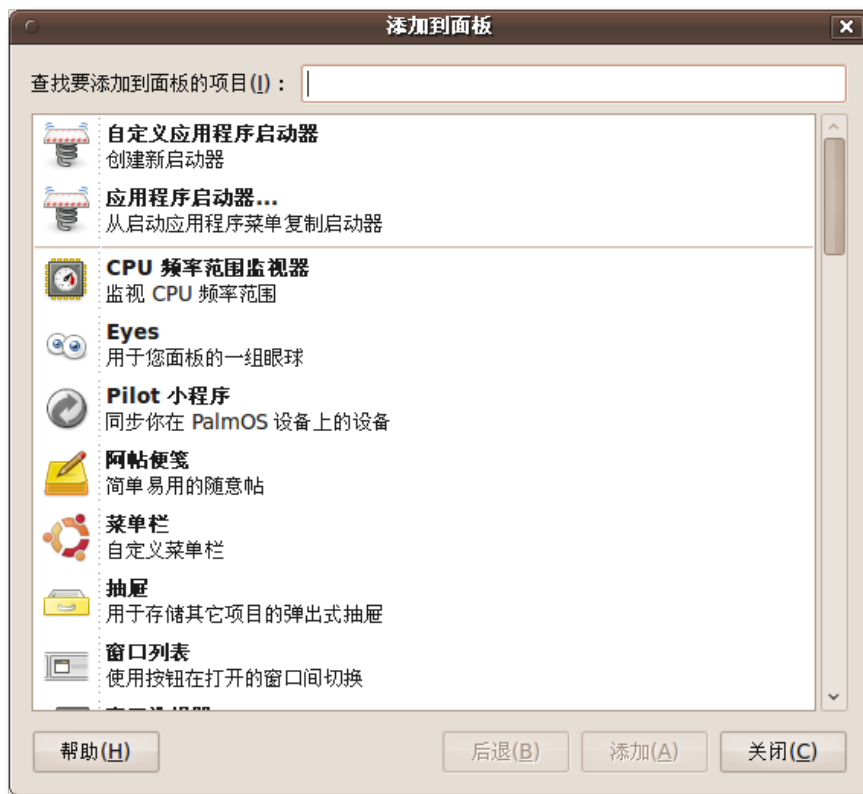 添加到面板
查找要添加到面板的项目(I)：
自定义应用程序启动器
创建新启动器
应用程序启动器...
从启动应用程序菜单复制启动器
CPU 频率范围监视器
监视 CPU 频率范围
Eyes
用于您面板的一组眼球
Pilot 小程序
同步你在 PalmOS 设备上的设备
阿帖便笺
简单易用的随意帖
菜单栏
自定义菜单栏
抽屉
用于存储其它项目的弹出式抽屉
窗口列表
使用按钮在打开的窗口间切换
帮助(H)
后退(B)
添加(A)
关闭(C)